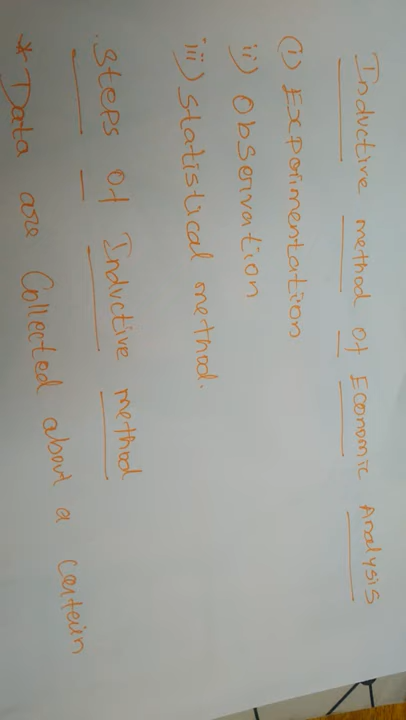 Inductive method of Economic Analysis
(i) Experimentation
ii) Observation
iii) Statistical method.
. Steps of Inductive method
* Data are Collected about a certain